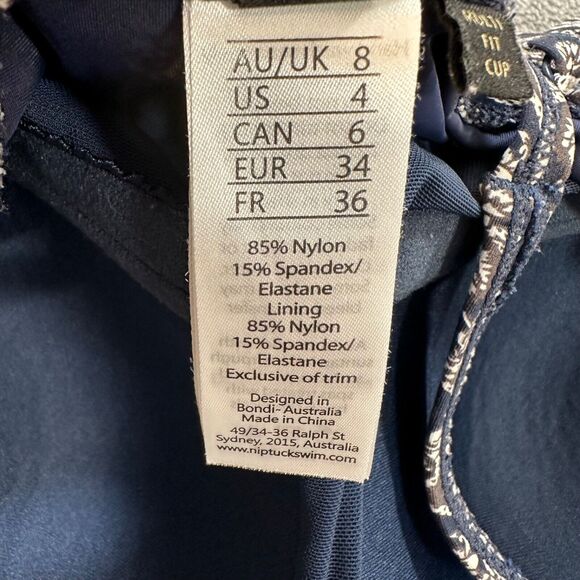 AU/UK 8
US 4
CAN 6
EUR 34
FR 36
85% Nylon
15% Spandex/
Elastane
Lining
85% Nylon
15% Spandex/
Elastane
Exclusive of trim
Designed in
Bondi-Australia
Made in China
49/34-36 Ralph St
Sydney, 2015, Australia
www.niptuckswim.com
MULTI
FIT
CUP